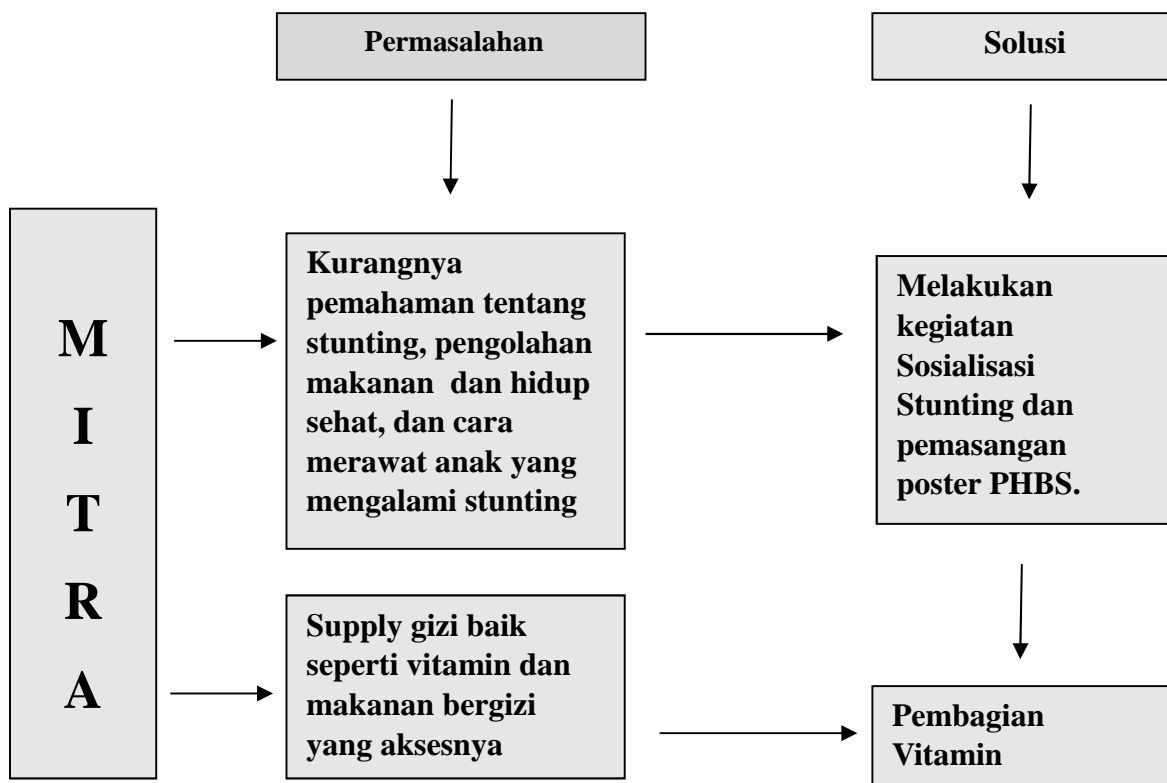 Permasalahan
Solusi
M
I
T
R
A
Kurangnya
pemahaman tentang
stunting, pengolahan
makanan  dan hidup
sehat, dan cara
merawat anak yang
mengalami stunting
Melakukan
kegiatan
Sosialisasi
Stunting dan
pemasangan
poster PHBS.
Supply gizi baik
seperti vitamin dan
makanan bergizi
yang aksesnya
Pembagian
Vitamin